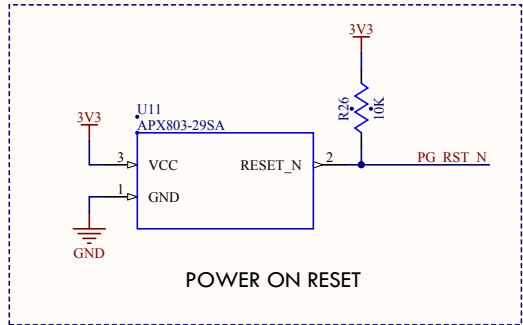 3V3
U11
APX803-29SA
3V3
R26
10K
3
VCC
RESET_N
2
PG_RST_N
1
GND
GND
POWER ON RESET